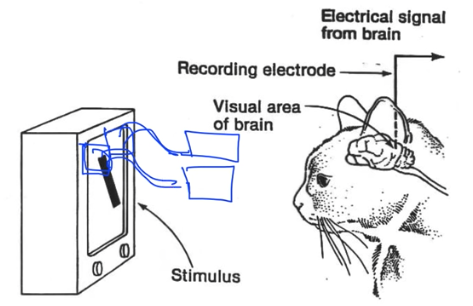 Electrical signal
from brain
Recording electrode
Visual area
of brain
Stimulus